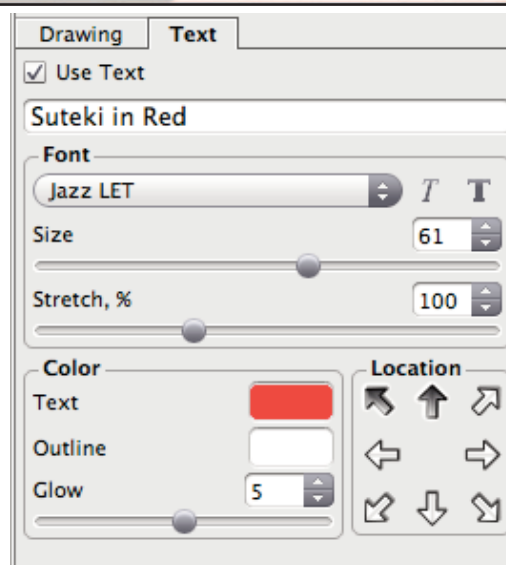 Drawing Text
Use Text
Suteki in Red
Font
Jazz LET T T
Size 61
Stretch, % 100
Color Location
Text
Outline
Glow 5